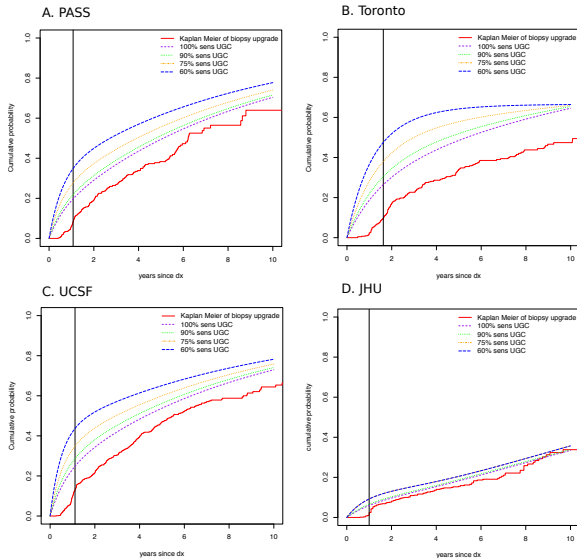 A. PASS
Kaplan Meier of biopsy upgrade
100% sens UGC
90% sens UGC
75% sens UGC
60% sens UGC
Cumulative probability
0.0 0.2 0.4 0.6 0.8 1.0
0 2 4 6 8 10
years since dx
B. Toronto
Kaplan Meier of biopsy upgrade
100% sens UGC
90% sens UGC
75% sens UGC
60% sens UGC
Cumulative probability
0.0 0.2 0.4 0.6 0.8 1.0
0 2 4 6 8 10
years since dx
C. UCSF
Kaplan Meier of biopsy upgrade
100% sens UGC
90% sens UGC
75% sens UGC
60% sens UGC
Cumulative probability
0.0 0.2 0.4 0.6 0.8 1.0
0 2 4 6 8 10
years since dx
D. JHU
Kaplan Meier of biopsy upgrade
100% sens UGC
90% sens UGC
75% sens UGC
60% sens UGC
cumulative probability
0.0 0.2 0.4 0.6 0.8 1.0
0 2 4 6 8 10
years since dx